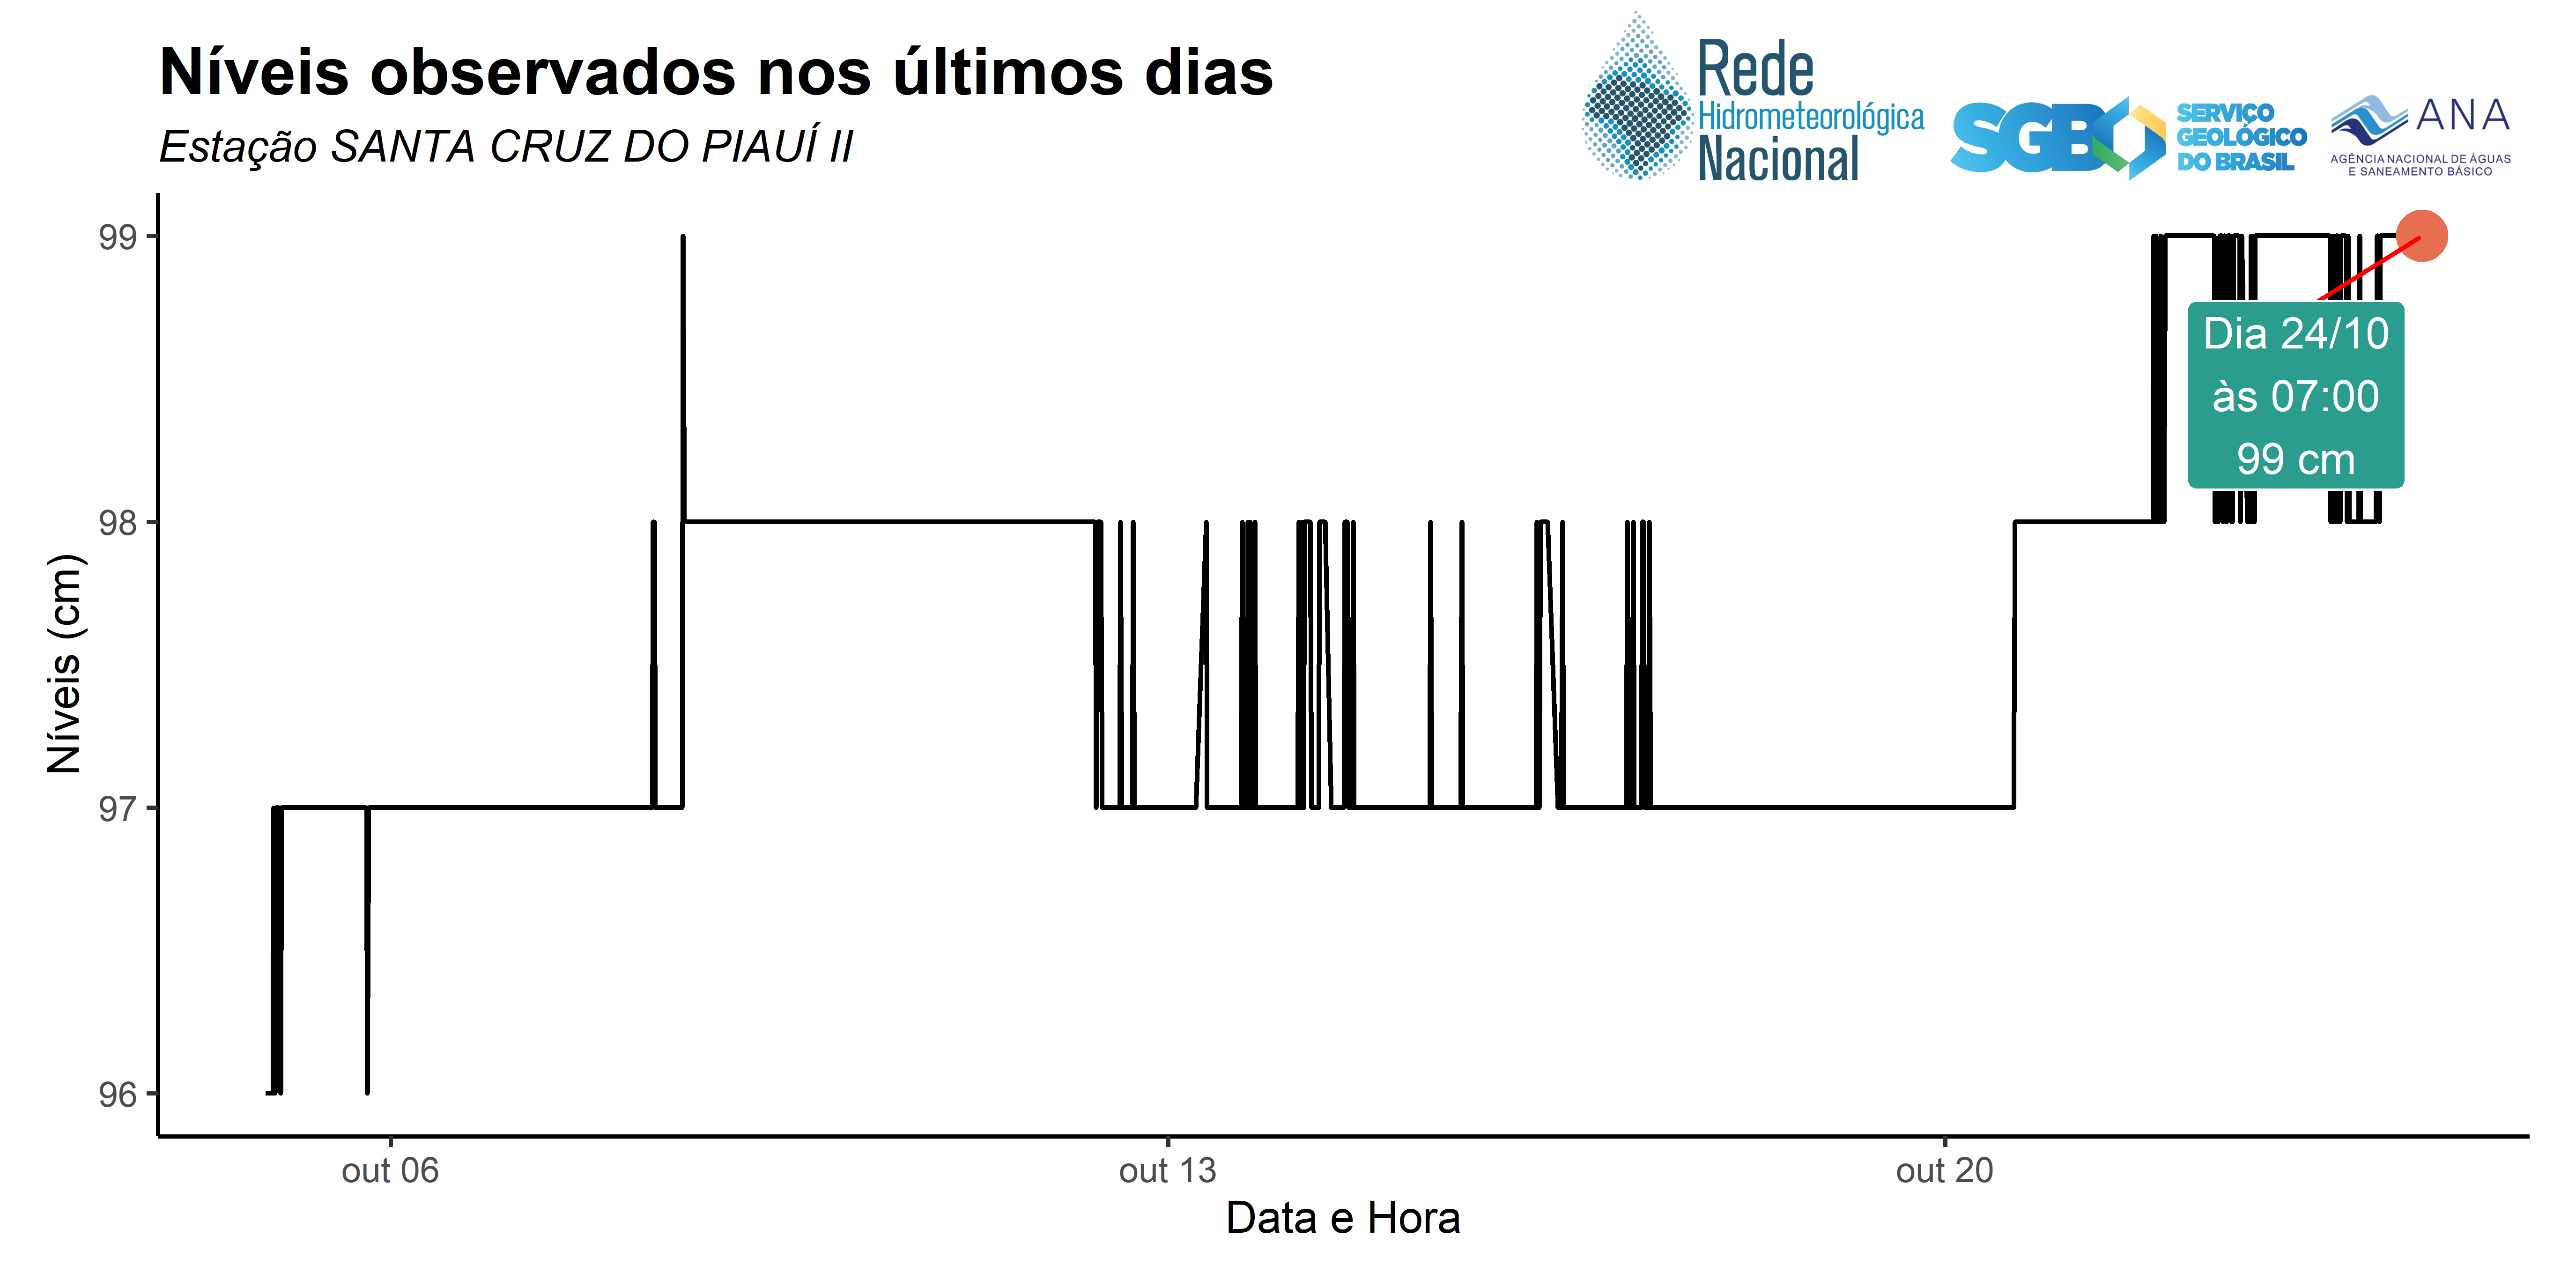 Níveis observados nos últimos dias
Estação SANTA CRUZ DO PIAUÍ II
Rede
Hidrometeorológica
Nacional
SGB
SERVIÇO
GEOLÓGICO
DO BRASIL
ANA
AGÊNCIA NACIONAL DE ÁGUAS
E SANEAMENTO BÁSICO
99
98
97
96
Níveis (cm)
Dia 24/10
às 07:00
99 cm
out 06
out 13
out 20
Data e Hora